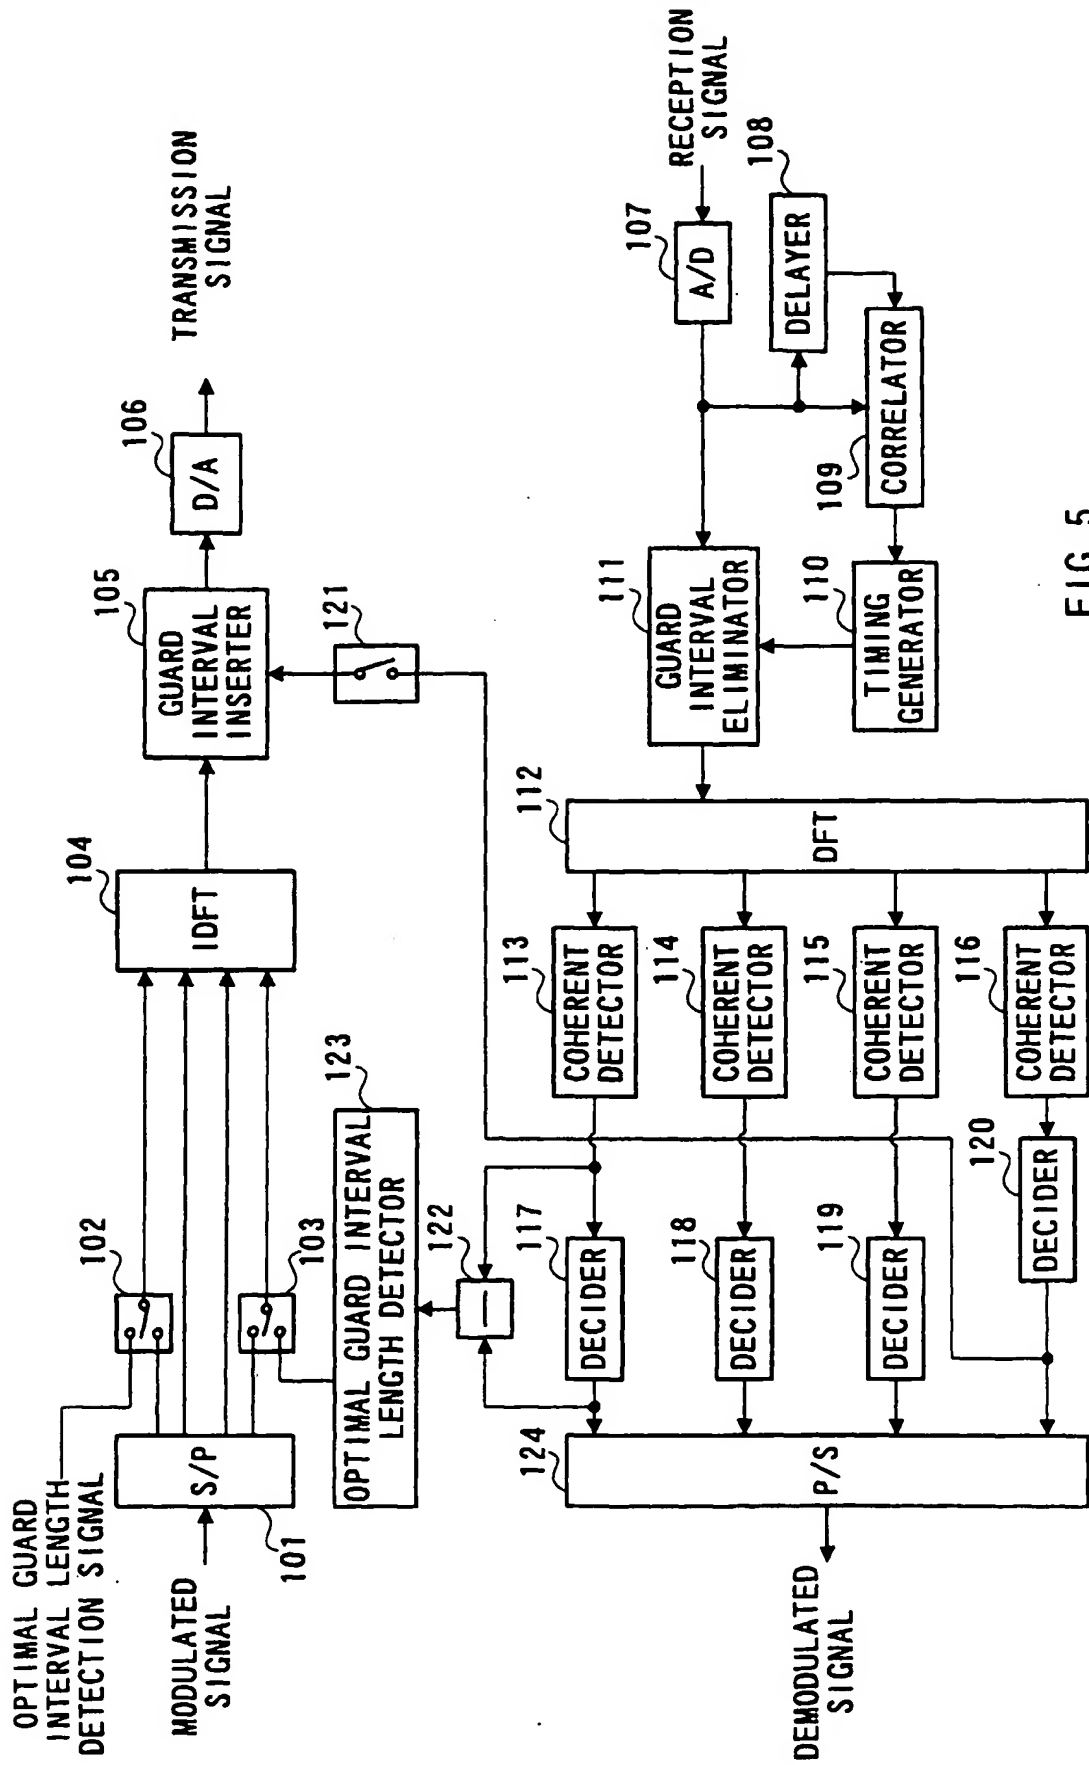 OPTIMAL GUARD
INTERVAL LENGTH
DETECTION SIGNAL
MODULATED
SIGNAL
101
S/P
102
103
104
IDFT
105
GUARD
INTERVAL
INSERTER
106
D/A
TRANSMISSION
SIGNAL
121
123
OPTIMAL GUARD INTERVAL
LENGTH DETECTOR
122
RECEPTION
SIGNAL
107
A/D
108
DELAYER
109
CORRELATOR
110
TIMING
GENERATOR
111
GUARD
INTERVAL
ELIMINATOR
112
DFT
113
COHERENT
DETECTOR
114
COHERENT
DETECTOR
115
COHERENT
DETECTOR
116
COHERENT
DETECTOR
117
DECIDER
118
DECIDER
119
DECIDER
120
DECIDER
124
P/S
DEMODULATED
SIGNAL
FIG. 5